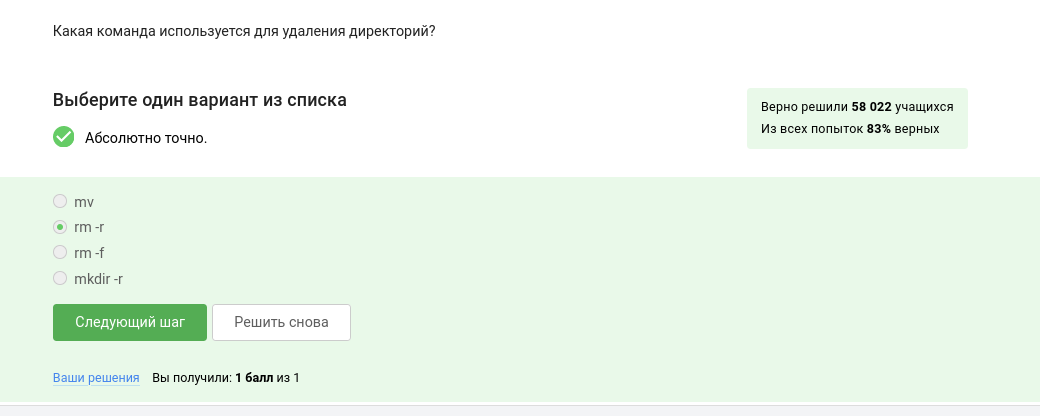 Какая команда используется для удаления директорий?
Выберите один вариант из списка
Абсолютно точно.
Верно решили 58 022 учащихся
Из всех попыток 83% верных
mv
rm -r
rm -f
mkdir -r
Следующий шаг Решить снова
Ваши решения Вы получили: 1 балл из 1